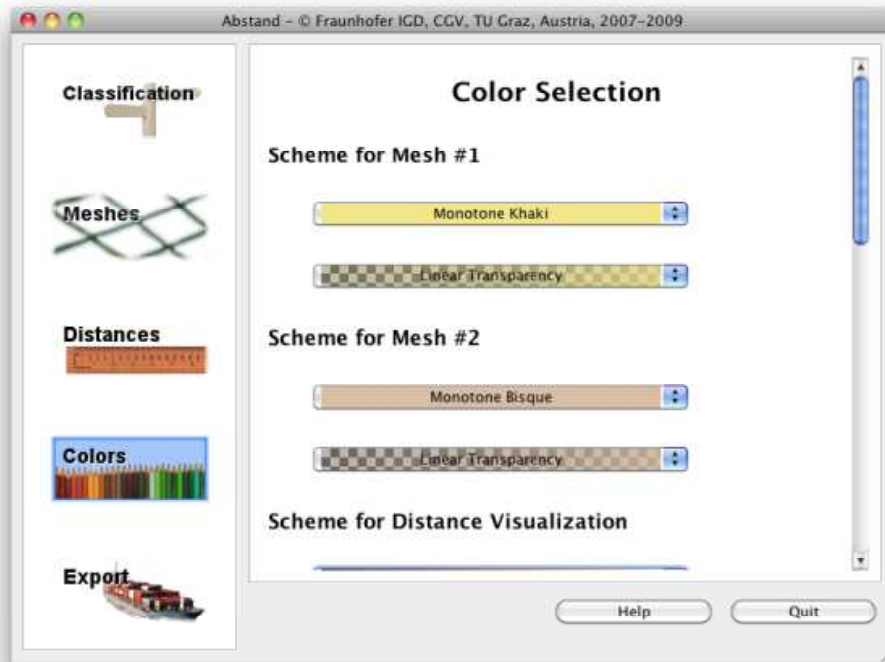 Abstand – © Fraunhofer IGD, CGV, TU Graz, Austria, 2007–2009
Classification
Meshes
Distances
Colors
Export
Color Selection
Scheme for Mesh #1
Monotone Khaki
Linear Transparency
Scheme for Mesh #2
Monotone Bisque
Linear Transparency
Scheme for Distance Visualization
Help
Quit